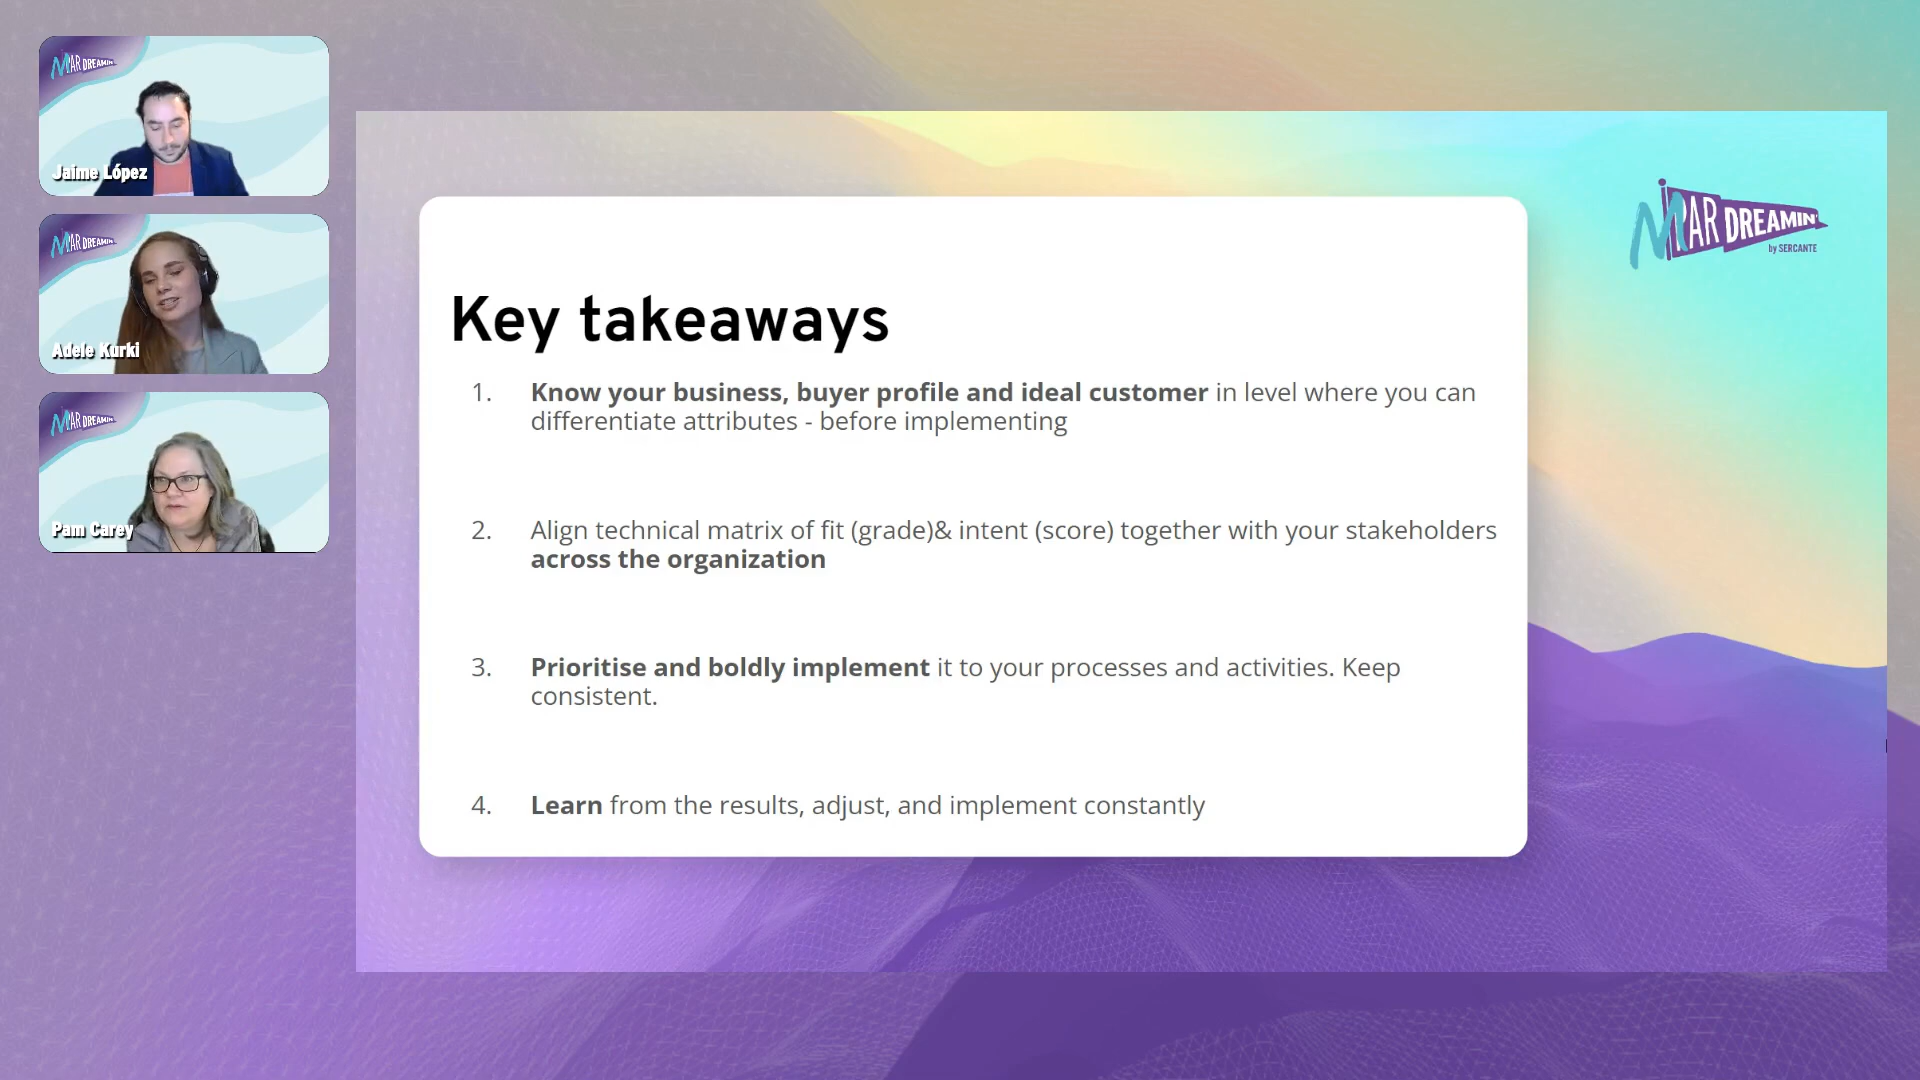 MAR DREAMIN'
Jaime López
MAR DREAMIN'
Adele Kurki
MAR DREAMIN'
Pam Carey
MAR DREAMIN'
by SERCANTE
Key takeaways
1. Know your business, buyer profile and ideal customer in level where you can
differentiate attributes - before implementing
2. Align technical matrix of fit (grade)& intent (score) together with your stakeholders
across the organization
3. Prioritise and boldly implement it to your processes and activities. Keep
consistent.
4. Learn from the results, adjust, and implement constantly